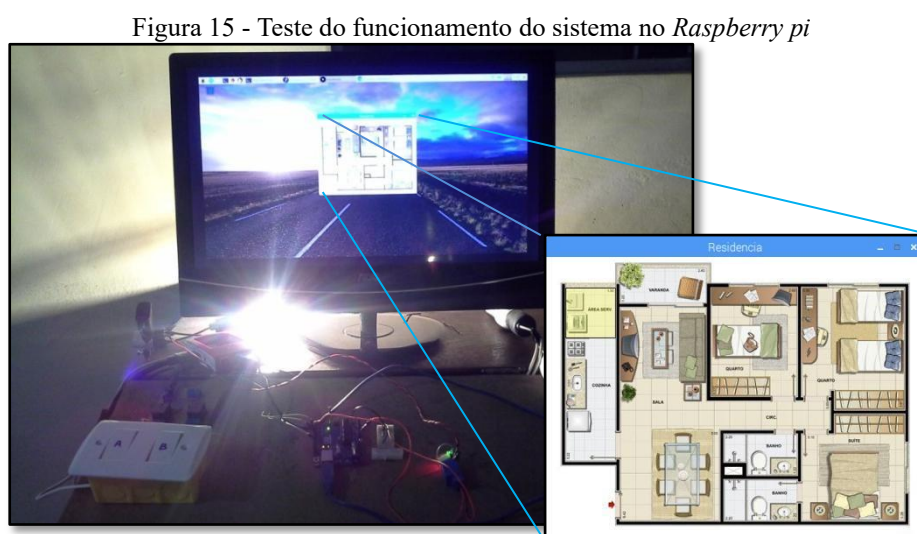 Figura 15 - Teste do funcionamento do sistema no Raspberry pi
Residencia
VARANDA
ÁREA SERV.
QUARTO
QUARTO
COZINHA
SALA
CIRC.
BANHO
SUÍTE
BANHO
A
B